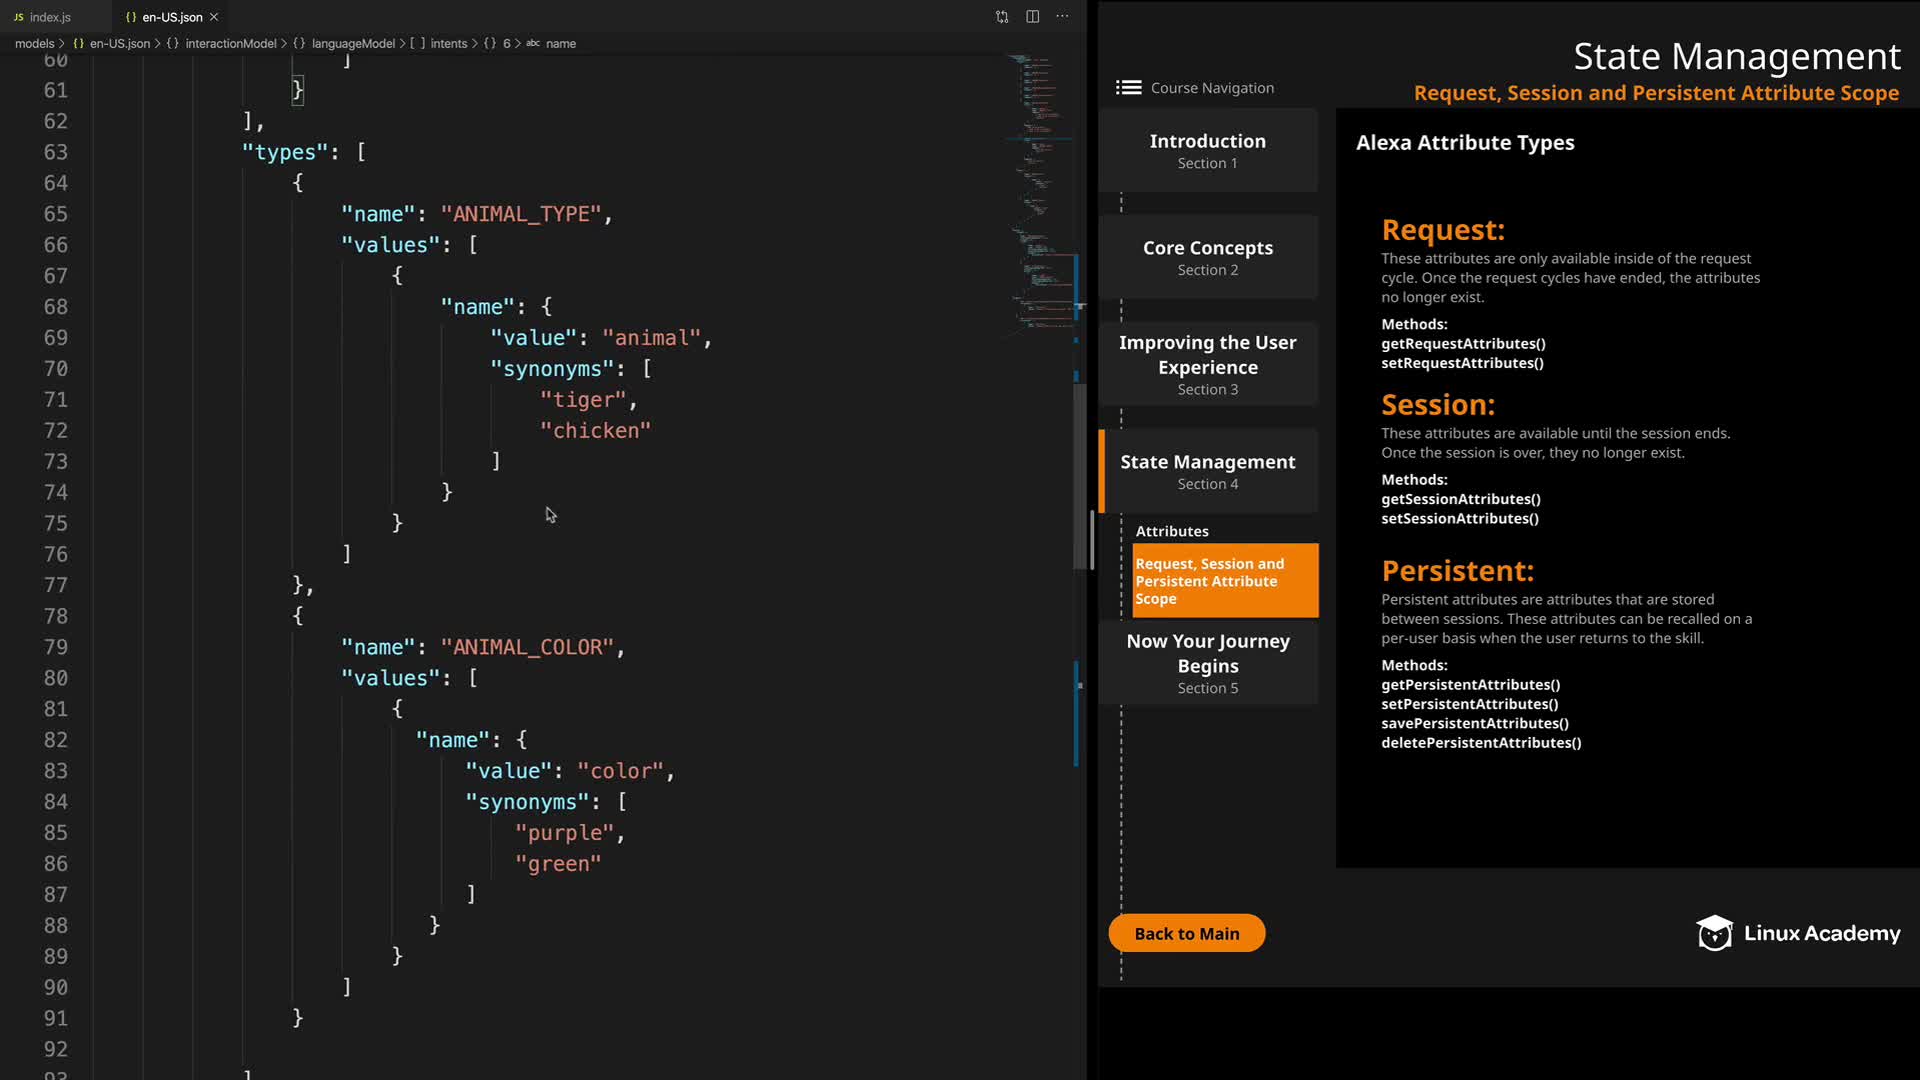 JS index.js
{} en-US.json ×
models > {} en-US.json > {} interactionModel > {} languageModel > [ ] intents > {} 6 > abc name
60 ]
61 }
62 ],
63 "types": [
64 {
65 "name": "ANIMAL_TYPE",
66 "values": [
67 {
68 "name": {
69 "value": "animal",
70 "synonyms": [
71 "tiger",
72 "chicken"
73 ]
74 }
75 }
76 ]
77 },
78 {
79 "name": "ANIMAL_COLOR",
80 "values": [
81 {
82 "name": {
83 "value": "color",
84 "synonyms": [
85 "purple",
86 "green"
87 ]
88 }
89 }
90 ]
91 }
92
93 ]
State Management
Request, Session and Persistent Attribute Scope
Course Navigation
Introduction
Section 1
Core Concepts
Section 2
Improving the User
Experience
Section 3
State Management
Section 4
Attributes
Request, Session and
Persistent Attribute
Scope
Now Your Journey
Begins
Section 5
Back to Main
Alexa Attribute Types
Request:
These attributes are only available inside of the request
cycle. Once the request cycles have ended, the attributes
no longer exist.
Methods:
getRequestAttributes()
setRequestAttributes()
Session:
These attributes are available until the session ends.
Once the session is over, they no longer exist.
Methods:
getSessionAttributes()
setSessionAttributes()
Persistent:
Persistent attributes are attributes that are stored
between sessions. These attributes can be recalled on a
per-user basis when the user returns to the skill.
Methods:
getPersistentAttributes()
setPersistentAttributes()
savePersistentAttributes()
deletePersistentAttributes()
Linux Academy